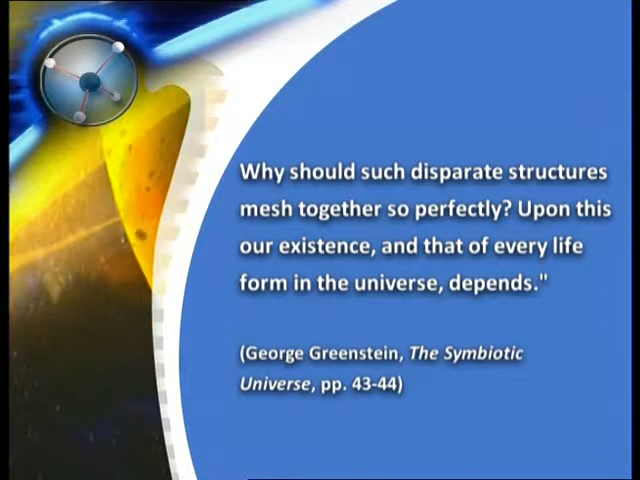 Why should such disparate structures
mesh together so perfectly? Upon this
our existence, and that of every life
form in the universe, depends."
(George Greenstein, The Symbiotic
Universe, pp. 43-44)